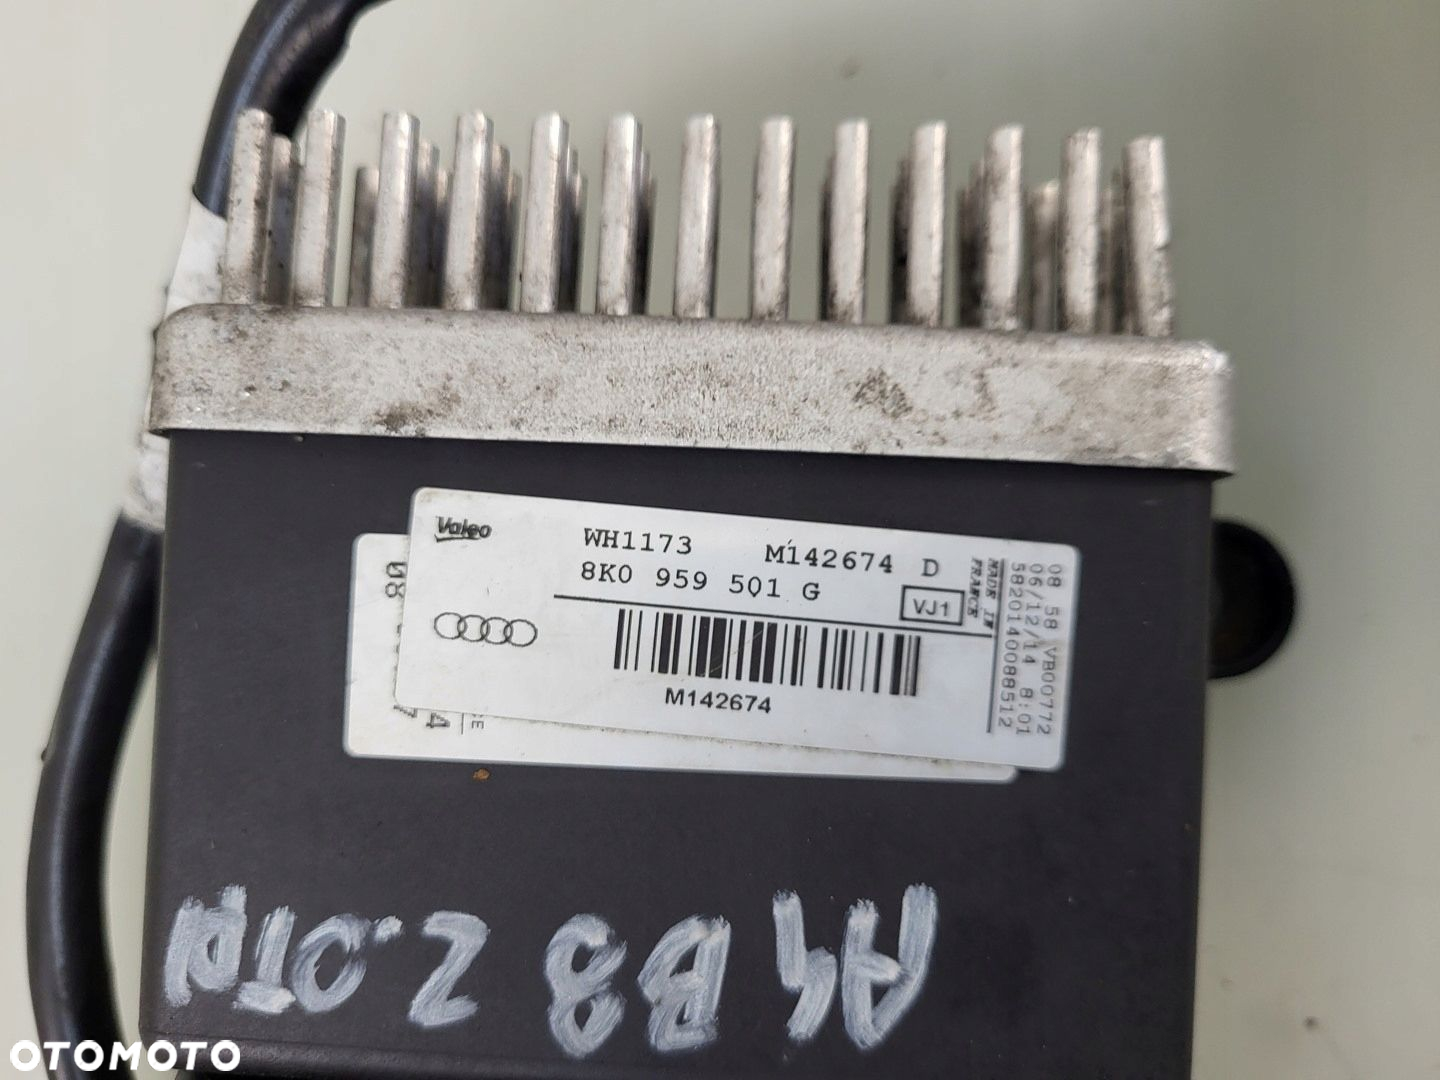 Valeo
WH1173 M142674 D
8K0 959 501 G
VJ1
M142674
MADE IN
FRANCE
08 58 VB00772
06/12/14 8:01
5820140088512
A4 B8 2.0TDI
OTOMOTO